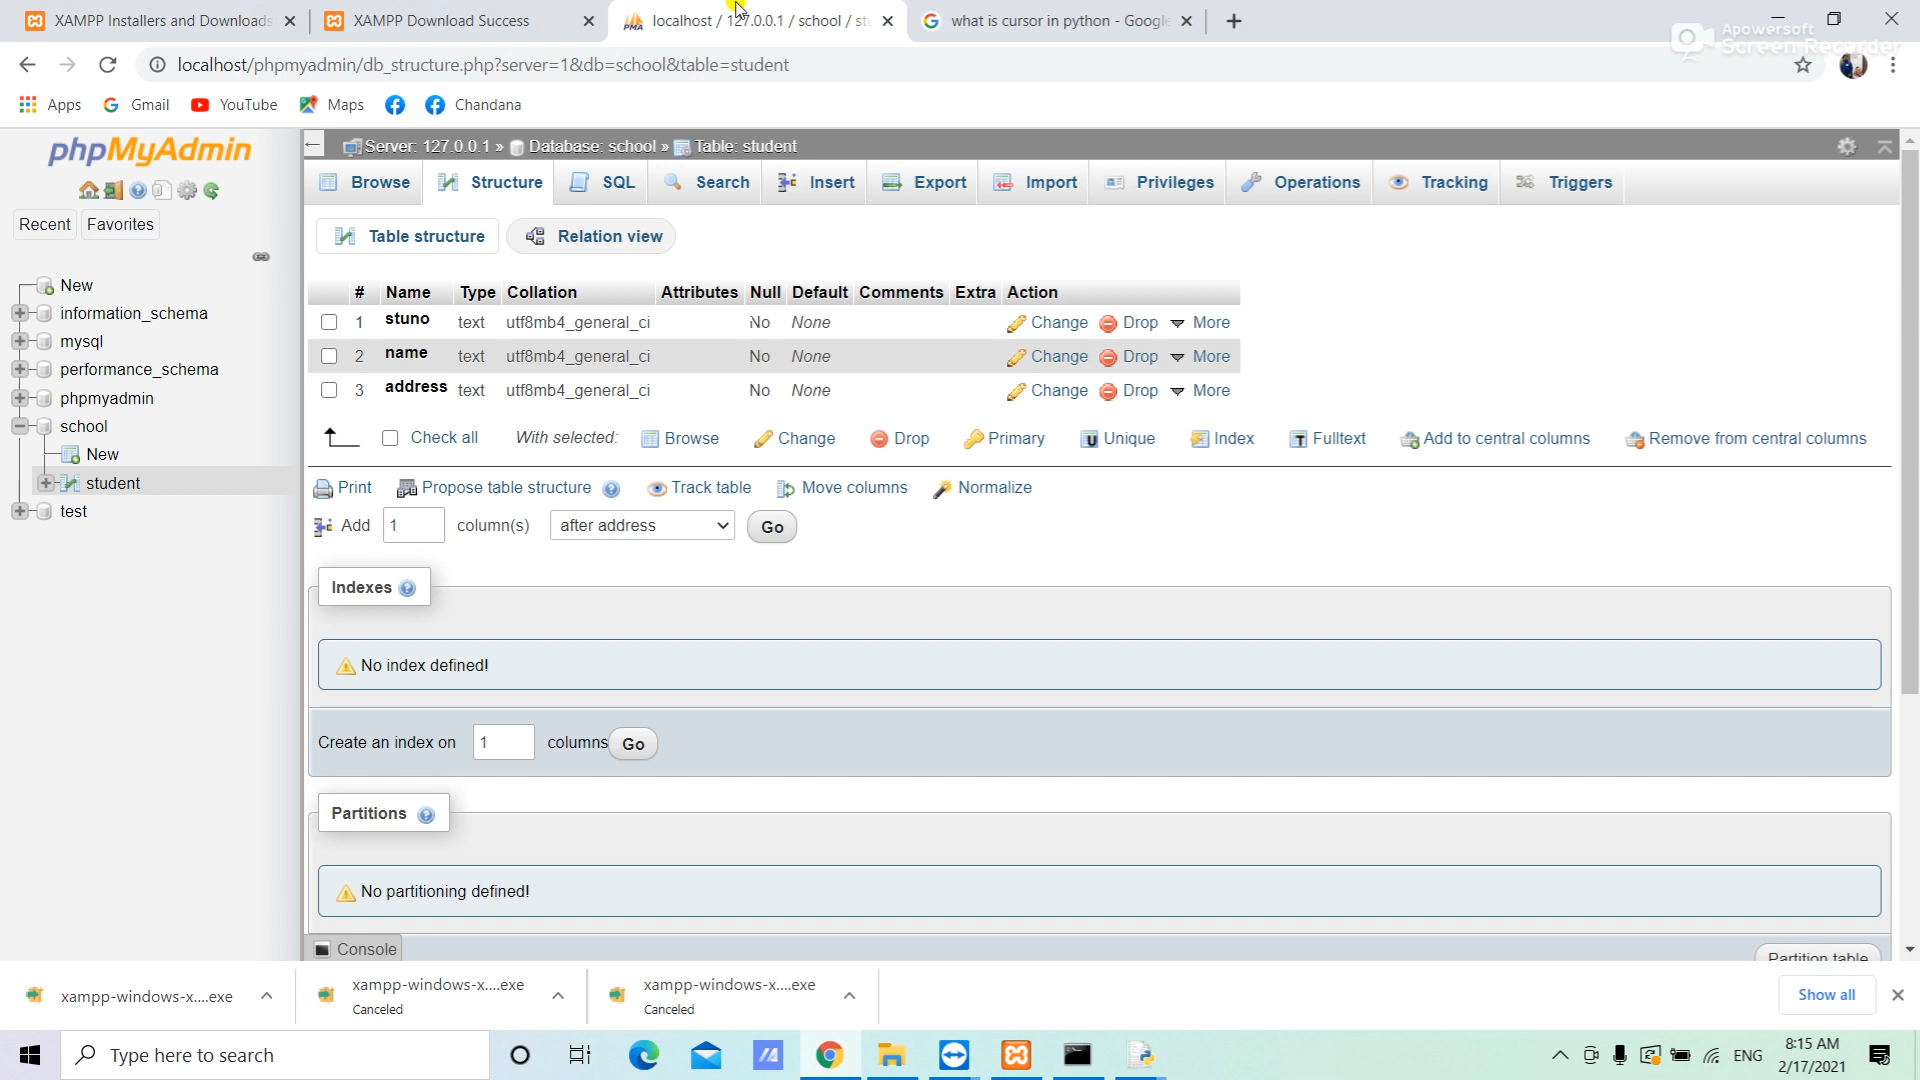 XAMPP Installers and Downloads
XAMPP Download Success
localhost / 127.0.0.1 / school / stu
what is cursor in python - Google
Apowersoft
Screen Recorder
localhost/phpmyadmin/db_structure.php?server=1&db=school&table=student
Apps
Gmail
YouTube
Maps
Chandana
phpMyAdmin
Recent
Favorites
New
information_schema
mysql
performance_schema
phpmyadmin
school
New
student
test
Server: 127.0.0.1 » Database: school » Table: student
Browse Structure SQL Search Insert Export Import Privileges Operations Tracking Triggers
Table structure Relation view
# Name Type Collation Attributes Null Default Comments Extra Action
1 stuno text utf8mb4_general_ci No None Change Drop More
2 name text utf8mb4_general_ci No None Change Drop More
3 address text utf8mb4_general_ci No None Change Drop More
Check all With selected: Browse Change Drop Primary Unique Index Fulltext Add to central columns Remove from central columns
Print Propose table structure Track table Move columns Normalize
Add 1 column(s) after address Go
Indexes
No index defined!
Create an index on 1 columns Go
Partitions
No partitioning defined!
Console
Partition table
xampp-windows-x....exe
xampp-windows-x....exe
Canceled
xampp-windows-x....exe
Canceled
Show all
Type here to search
ENG
8:15 AM
2/17/2021